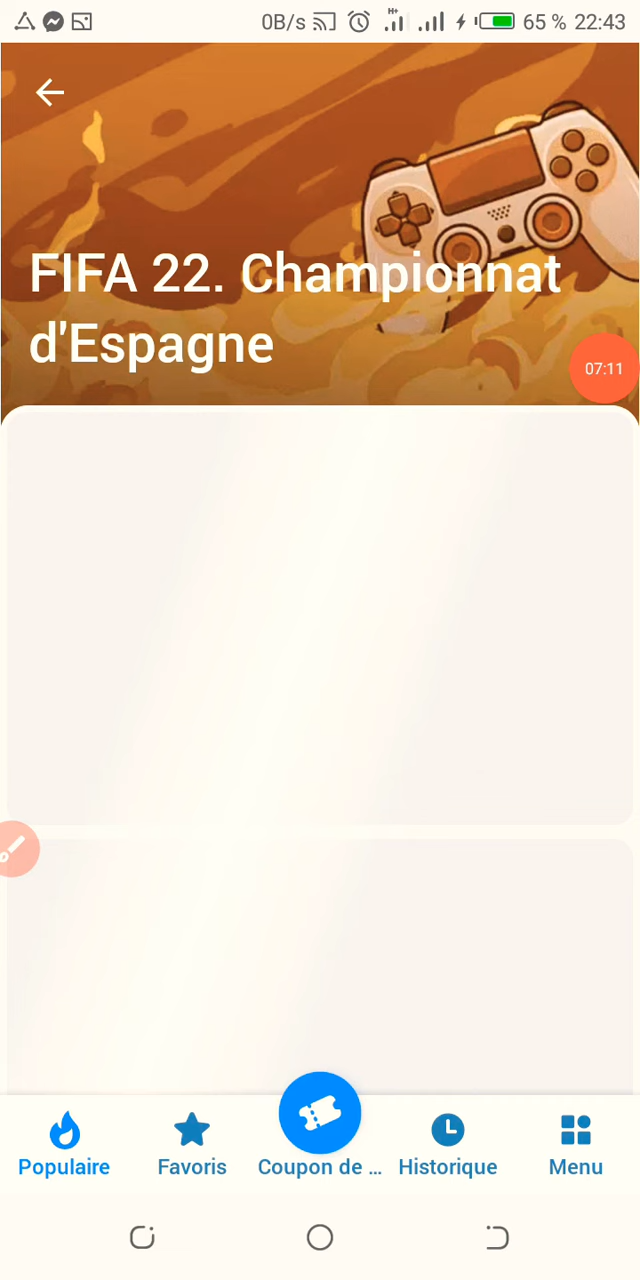 0B/s H+ 65 % 22:43
FIFA 22. Championnat
d'Espagne
07:11
Populaire Favoris Coupon de ... Historique Menu